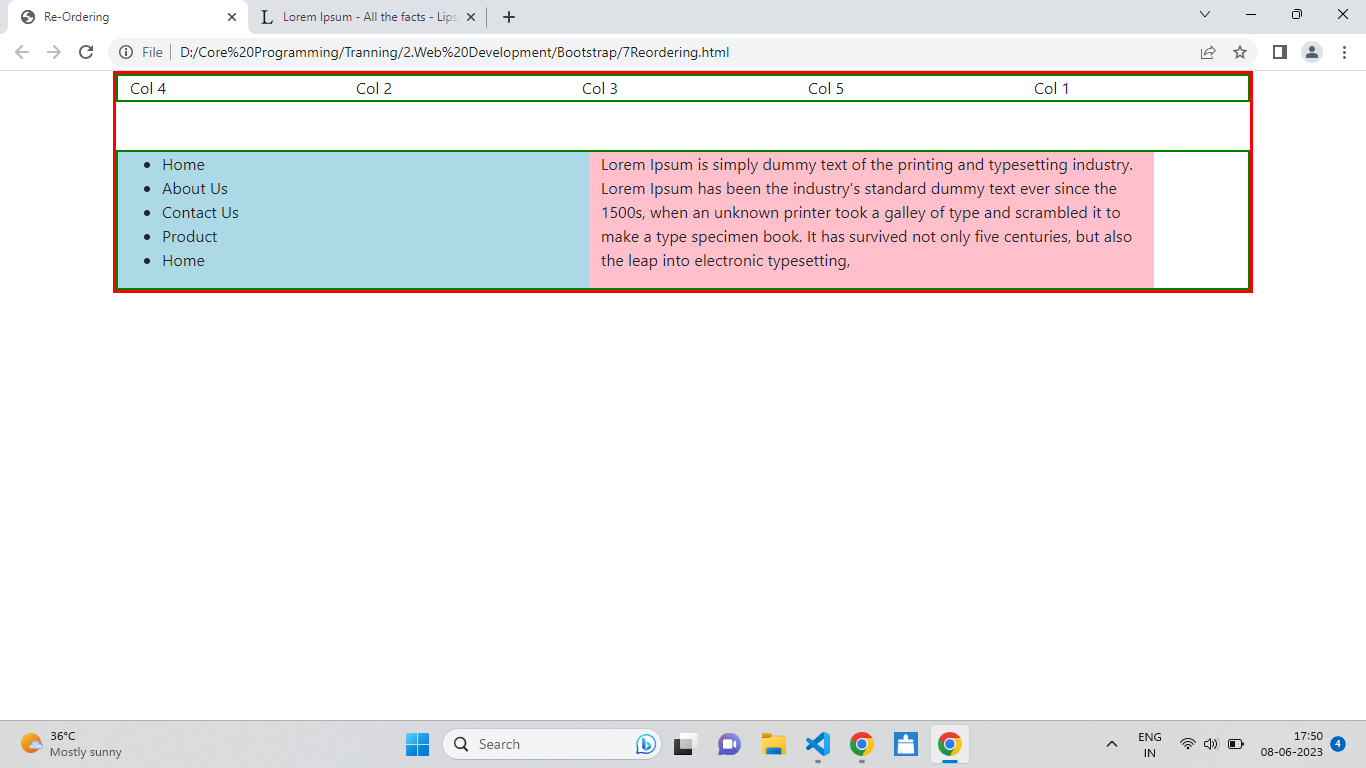 Re-Ordering
Lorem Ipsum - All the facts - Lips
File
D:/Core%20Programming/Tranning/2.Web%20Development/Bootstrap/7Reordering.html
Col 4 Col 2 Col 3 Col 5 Col 1
Home
About Us
Contact Us
Product
Home
Lorem Ipsum is simply dummy text of the printing and typesetting industry.
Lorem Ipsum has been the industry's standard dummy text ever since the
1500s, when an unknown printer took a galley of type and scrambled it to
make a type specimen book. It has survived not only five centuries, but also
the leap into electronic typesetting,
36°C
Mostly sunny
Search
ENG
IN
17:50
08-06-2023
4